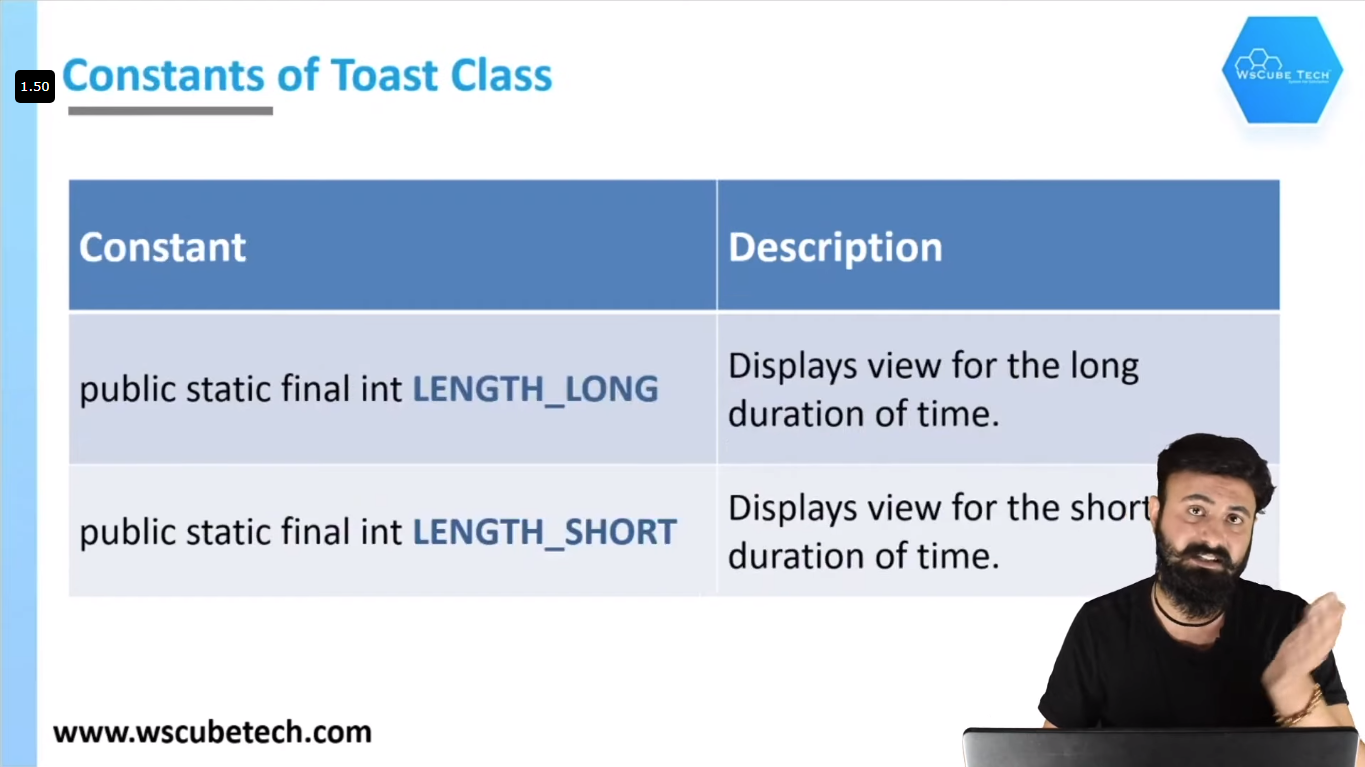 1.50
Constants of Toast Class
WsCube Tech
Constant
Description
public static final int LENGTH_LONG
Displays view for the long
duration of time.
public static final int LENGTH_SHORT
Displays view for the short
duration of time.
www.wscubetech.com